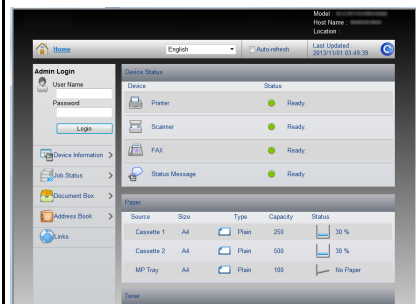 Model :
Host Name :
Location :
Home
English
Auto-refresh
Last Updated :
2013/11/01 03:49:39
Admin Login
User Name
Password
Login
Device Information
Job Status
Document Box
Address Book
Links
Device Status
Device Status
Printer Ready.
Scanner Ready.
FAX Ready.
Status Message Ready.
Paper
Source Size Type Capacity Status
Cassette 1 A4 Plain 250 30 %
Cassette 2 A4 Plain 500 30 %
MP Tray A4 Plain 100 No Paper
Toner